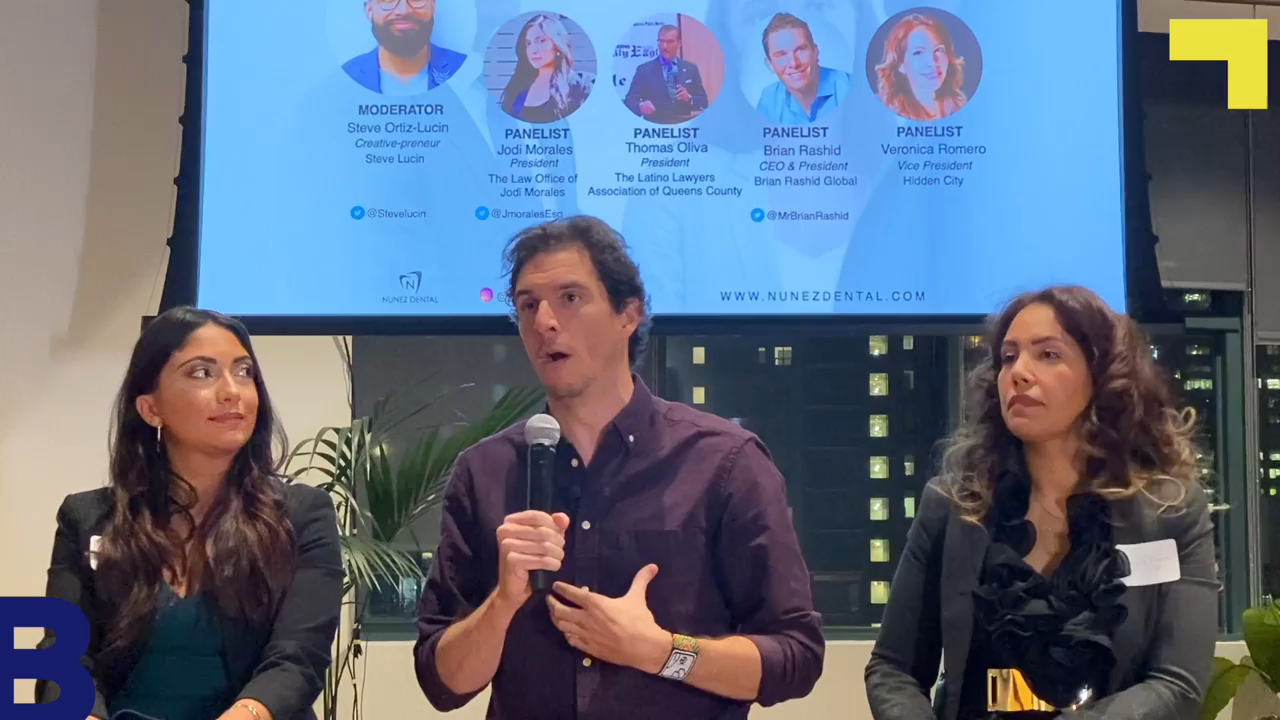 MODERATOR
Steve Ortiz-Lucin
Creative-preneur
Steve Lucin
@Stevelucin
PANELIST
Jodi Morales
President
The Law Office of
Jodi Morales
@JmoralesEsq
PANELIST
Thomas Oliva
President
The Latino Lawyers
Association of Queens County
PANELIST
Brian Rashid
CEO & President
Brian Rashid Global
@MrBrianRashid
PANELIST
Veronica Romero
Vice President
Hidden City
N
NUNEZ DENTAL
WWW.NUNEZDENTAL.COM
B